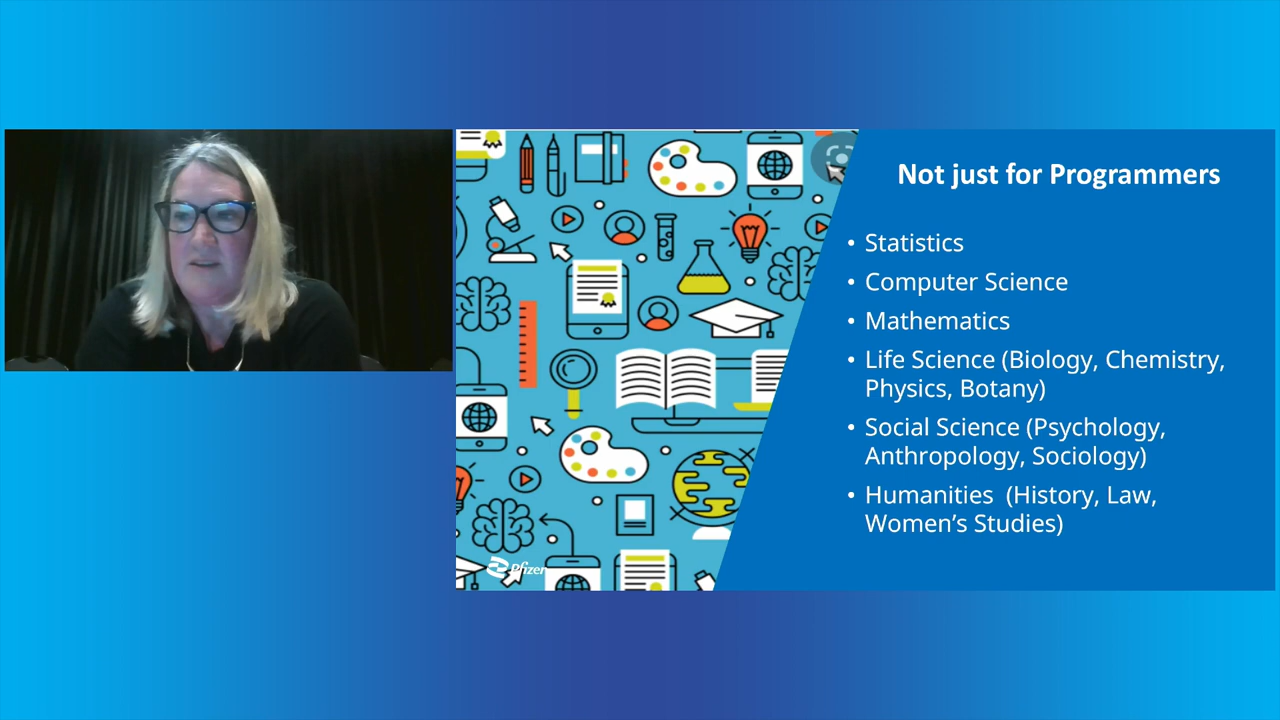 Not just for Programmers
• Statistics
• Computer Science
• Mathematics
• Life Science (Biology, Chemistry,
Physics, Botany)
• Social Science (Psychology,
Anthropology, Sociology)
• Humanities  (History, Law,
Women’s Studies)
Pfizer